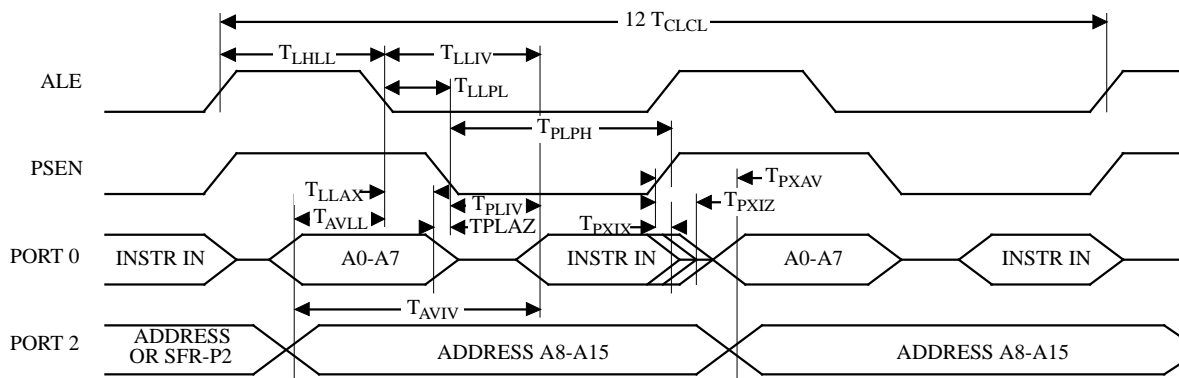 12 TCLCL
TLHLL TLLIV
ALE
TLLPL
TPLPH
PSEN
TLLAX TPXAV
TPLIV TPXIZ
TAVLL TPLAZ TPXIX
PORT 0 INSTR IN A0-A7 INSTR IN A0-A7 INSTR IN
TAVIV
PORT 2 ADDRESS OR SFR-P2 ADDRESS A8-A15 ADDRESS A8-A15